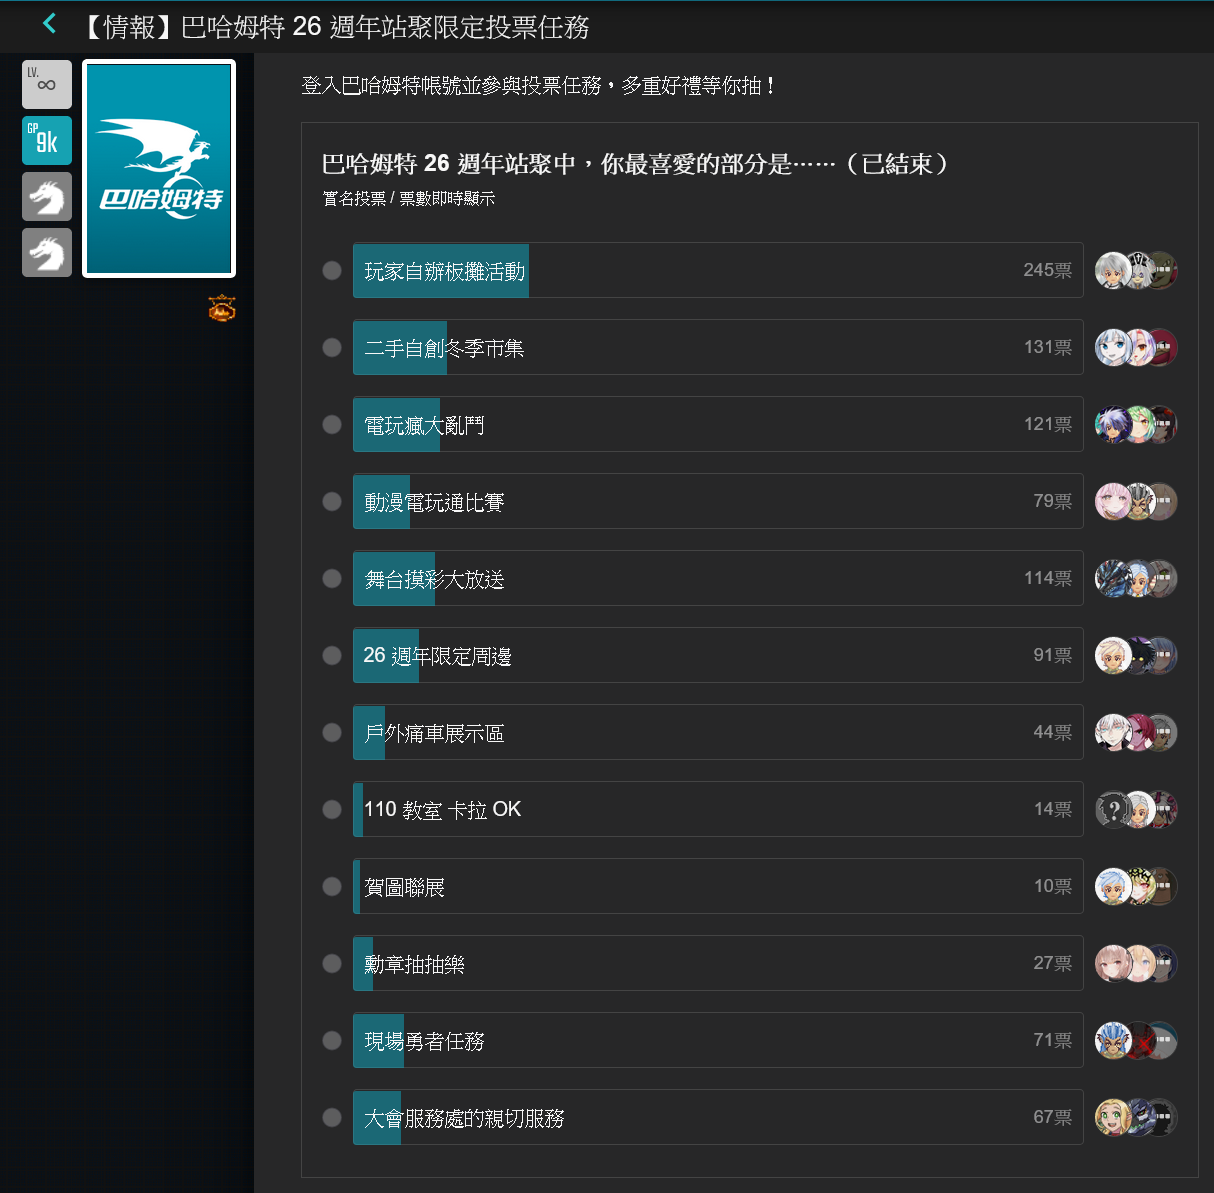 【情報】巴哈姆特 26 週年站聚限定投票任務
LV.
∞
GP
9k
巴哈姆特
登入巴哈姆特帳號並參與投票任務，多重好禮等你抽！
巴哈姆特 26 週年站聚中，你最喜愛的部分是……（已結束）
實名投票 / 票數即時顯示
玩家自辦板攤活動 245票
二手自創冬季市集 131票
電玩瘋大亂鬥 121票
動漫電玩通比賽 79票
舞台摸彩大放送 114票
26 週年限定周邊 91票
戶外痛車展示區 44票
110 教室 卡拉 OK 14票
賀圖聯展 10票
勳章抽抽樂 27票
現場勇者任務 71票
大會服務處的親切服務 67票